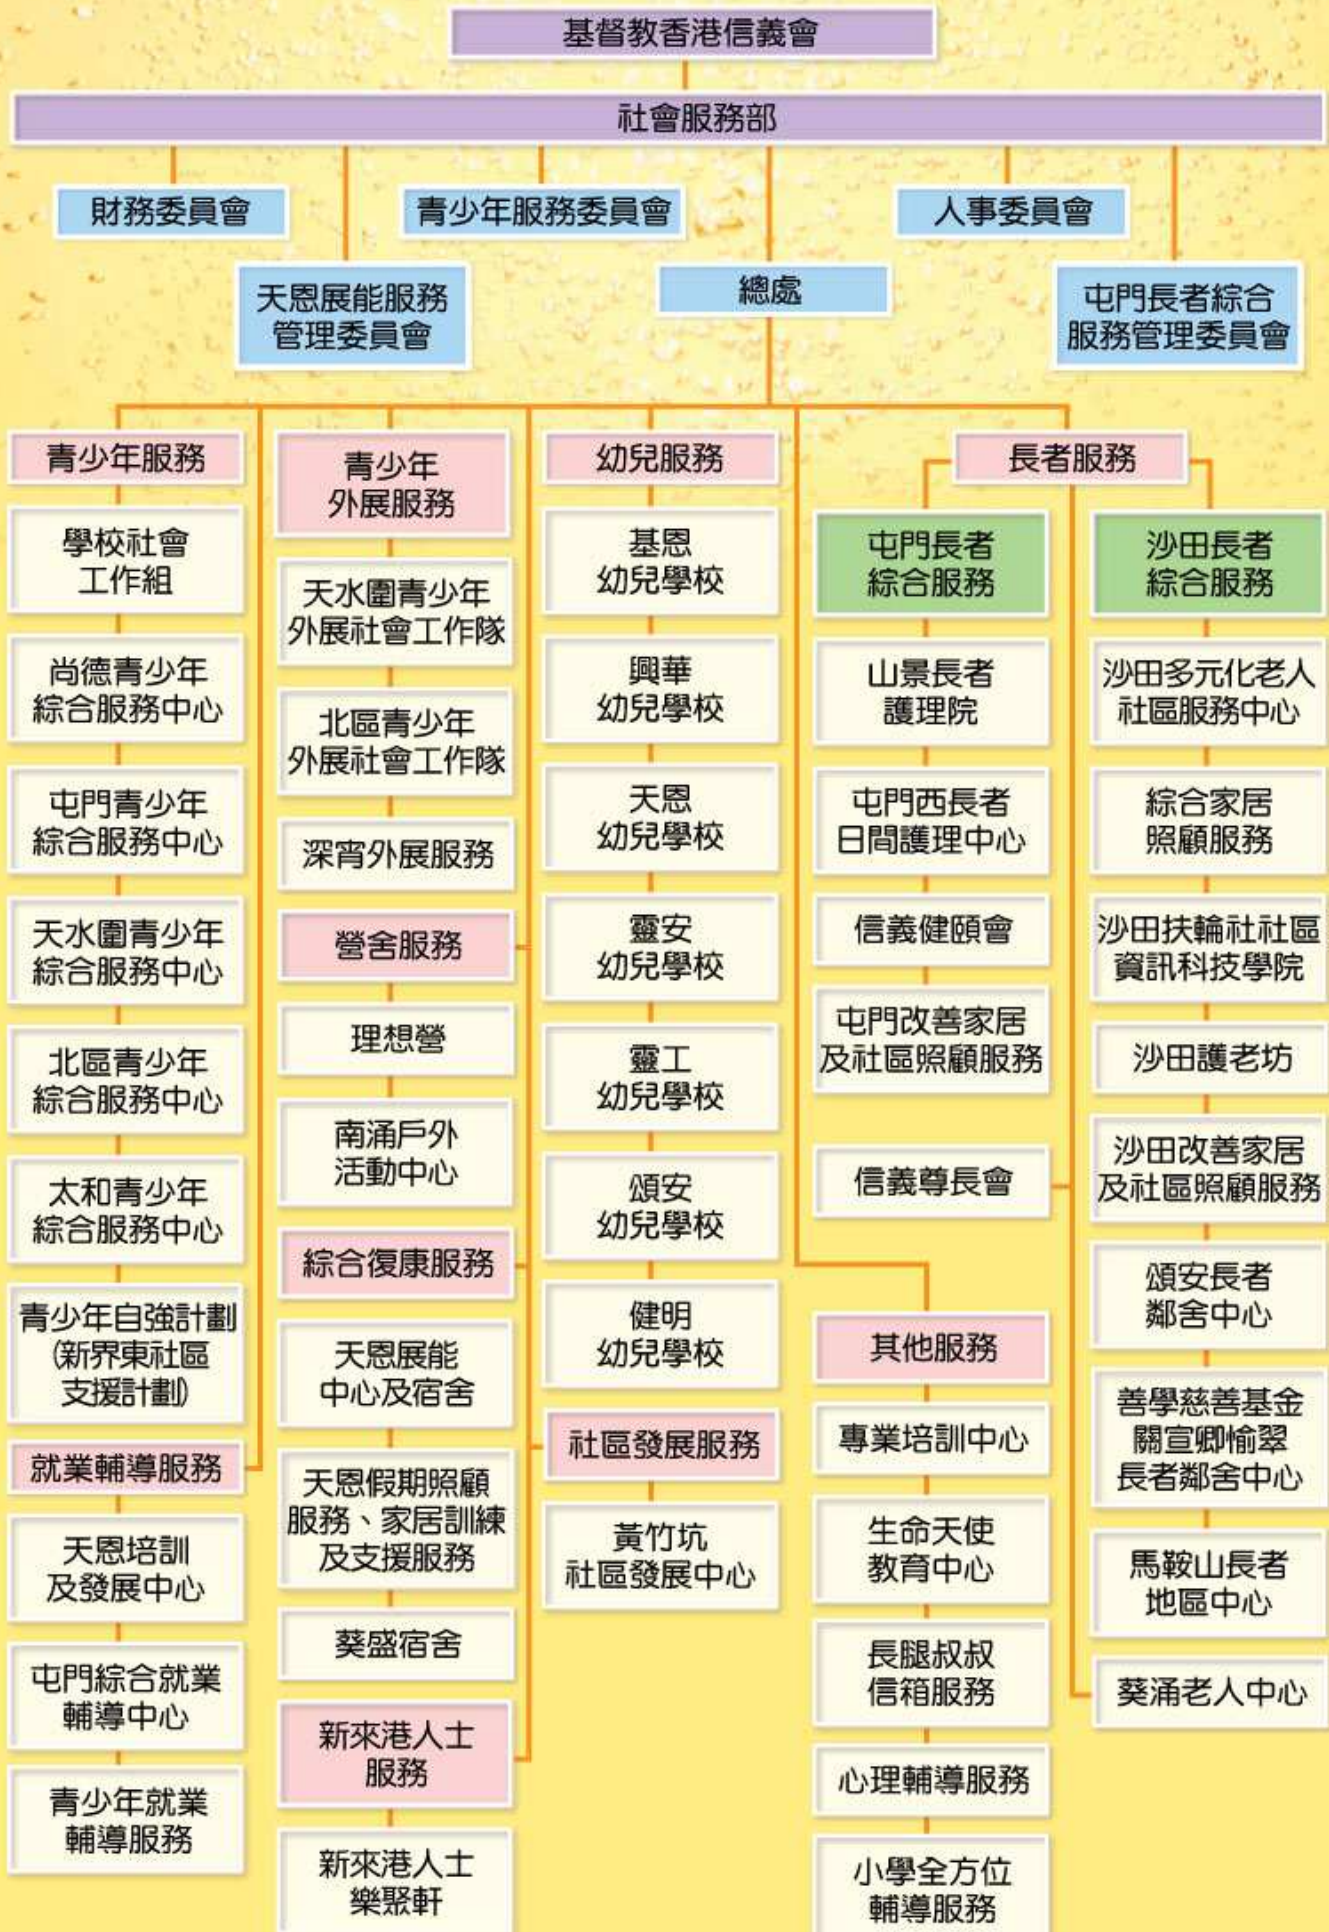 基督教香港信義會
社會服務部
財務委員會
青少年服務委員會
人事委員會
天恩展能服務
管理委員會
總處
屯門長者綜合
服務管理委員會
青少年服務
學校社會
工作組
尚德青少年
綜合服務中心
屯門青少年
綜合服務中心
天水圍青少年
綜合服務中心
北區青少年
綜合服務中心
太和青少年
綜合服務中心
青少年自強計劃
(新界東社區
支援計劃)
就業輔導服務
天恩培訓
及發展中心
屯門綜合就業
輔導中心
青少年就業
輔導服務
青少年
外展服務
天水圍青少年
外展社會工作隊
北區青少年
外展社會工作隊
深宵外展服務
營舍服務
理想營
南涌戶外
活動中心
綜合復康服務
天恩展能
中心及宿舍
天恩假期照顧
服務、家居訓練
及支援服務
葵盛宿舍
新來港人士
服務
新來港人士
樂聚軒
幼兒服務
基恩
幼兒學校
興華
幼兒學校
天恩
幼兒學校
靈安
幼兒學校
靈工
幼兒學校
頌安
幼兒學校
健明
幼兒學校
社區發展服務
黃竹坑
社區發展中心
長者服務
屯門長者
綜合服務
山景長者
護理院
屯門西長者
日間護理中心
信義健頤會
屯門改善家居
及社區照顧服務
信義尊長會
沙田長者
綜合服務
沙田多元化老人
社區服務中心
綜合家居
照顧服務
沙田扶輪社社區
資訊科技學院
沙田護老坊
沙田改善家居
及社區照顧服務
頌安長者
鄰舍中心
善學慈善基金
關宣卿愉翠
長者鄰舍中心
馬鞍山長者
地區中心
葵涌老人中心
其他服務
專業培訓中心
生命天使
教育中心
長腿叔叔
信箱服務
心理輔導服務
小學全方位
輔導服務